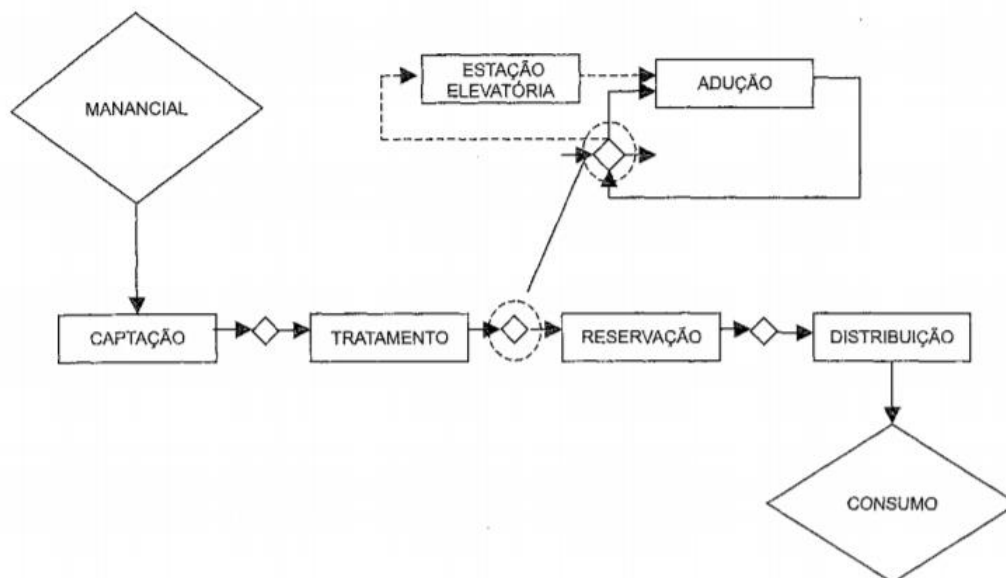 ESTAÇÃO
ELEVATÓRIA
ADUÇÃO
MANANCIAL
CAPTAÇÃO
TRATAMENTO
RESERVAÇÃO
DISTRIBUIÇÃO
CONSUMO